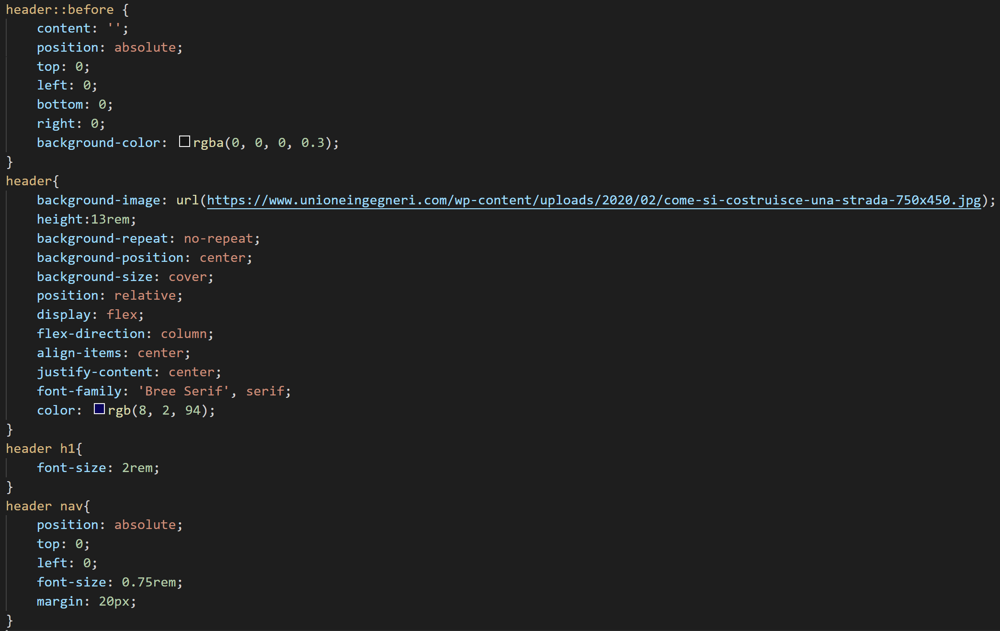 header::before {
    content: '';
    position: absolute;
    top: 0;
    left: 0;
    bottom: 0;
    right: 0;
    background-color: rgba(0, 0, 0, 0.3);
}
header{
    background-image: url(https://www.unioneingegneri.com/wp-content/uploads/2020/02/come-si-costruisce-una-strada-750x450.jpg);
    height:13rem;
    background-repeat: no-repeat;
    background-position: center;
    background-size: cover;
    position: relative;
    display: flex;
    flex-direction: column;
    align-items: center;
    justify-content: center;
    font-family: 'Bree Serif', serif;
    color: rgb(8, 2, 94);
}
header h1{
    font-size: 2rem;
}
header nav{
    position: absolute;
    top: 0;
    left: 0;
    font-size: 0.75rem;
    margin: 20px;
}